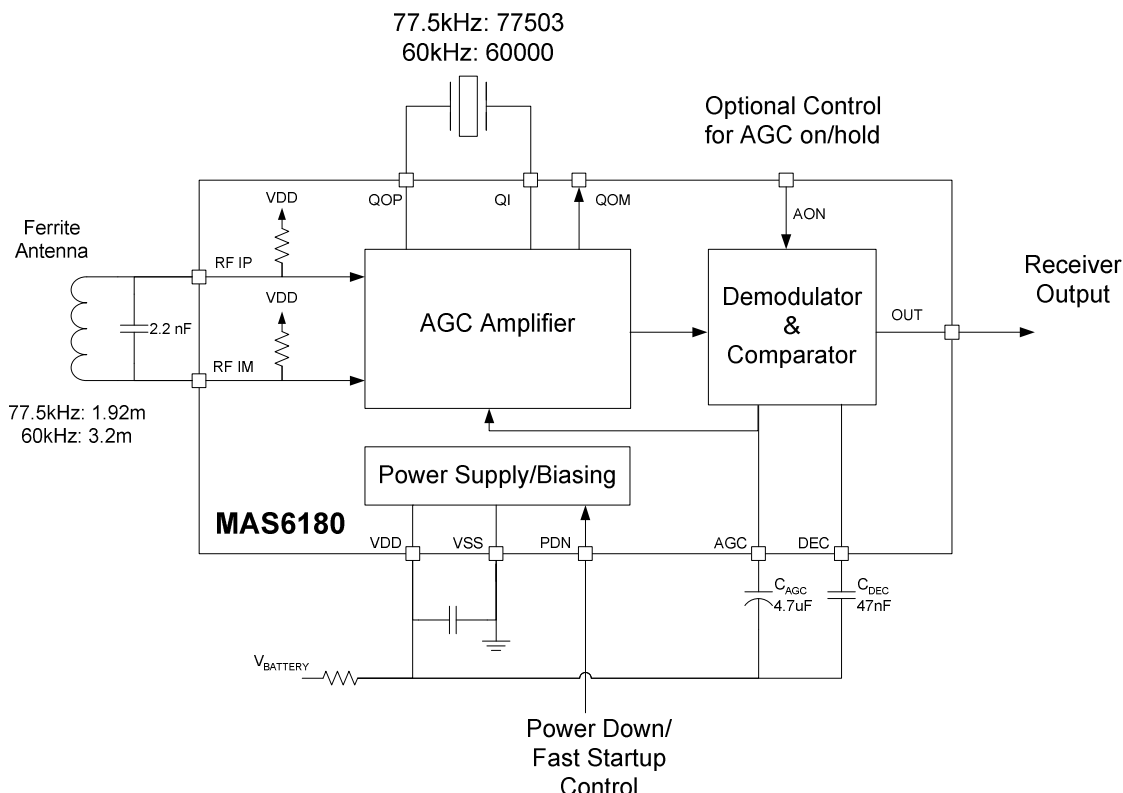 77.5kHz: 77503
60kHz: 60000
Optional Control
for AGC on/hold
VDD
QOP
QI
QOM
AON
Ferrite
Antenna
RF IP
VDD
2.2 nF
RF IM
AGC Amplifier
Demodulator
&
Comparator
OUT
Receiver
Output
77.5kHz: 1.92m
60kHz: 3.2m
Power Supply/Biasing
MAS6180
VDD
VSS
PDN
AGC
DEC
CAGC
4.7uF
CDEC
47nF
VBATTERY
Power Down/
Fast Startup
Control